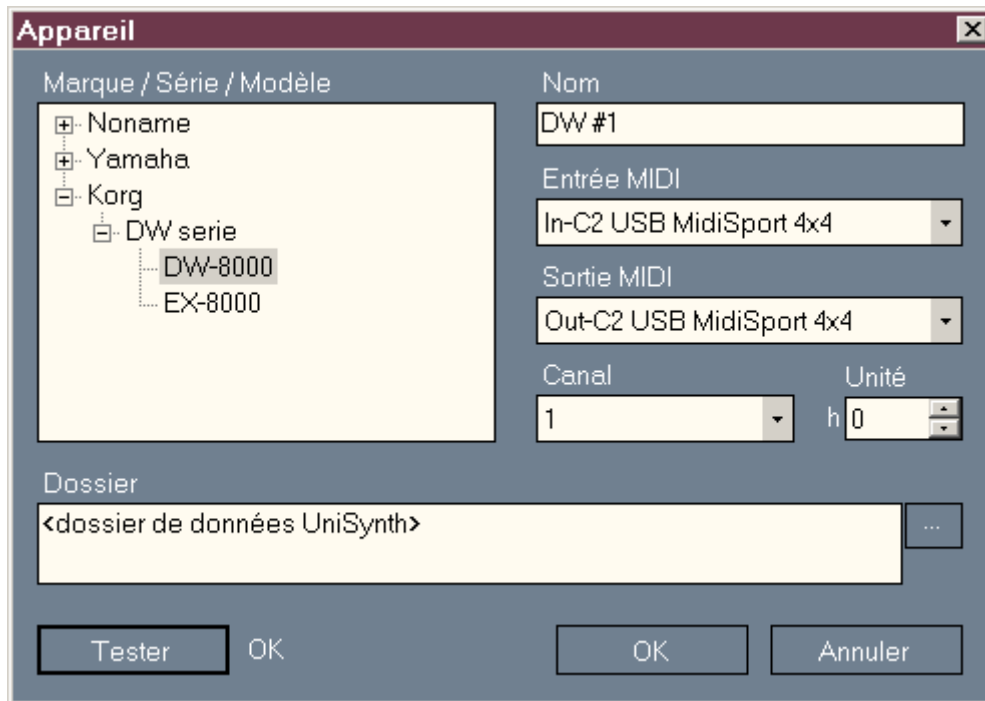 Appareil
Marque / Série / Modèle
Noname
Yamaha
Korg
DW serie
DW-8000
EX-8000
Nom
DW #1
Entrée MIDI
In-C2 USB MidiSport 4x4
Sortie MIDI
Out-C2 USB MidiSport 4x4
Canal
Unité
1
h 0
Dossier
<dossier de données UniSynth>
...
Tester
OK
OK
Annuler